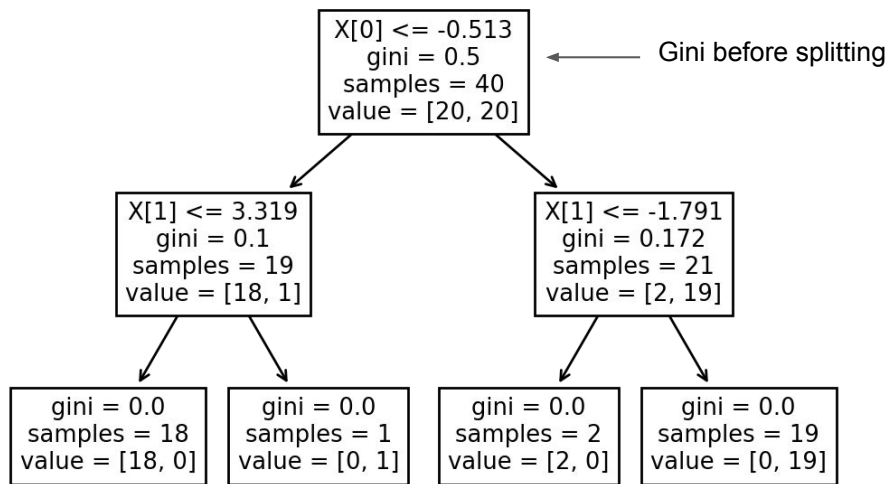 X[0] <= -0.513
gini = 0.5
samples = 40
value = [20, 20]
Gini before splitting
X[1] <= 3.319
gini = 0.1
samples = 19
value = [18, 1]
X[1] <= -1.791
gini = 0.172
samples = 21
value = [2, 19]
gini = 0.0
samples = 18
value = [18, 0]
gini = 0.0
samples = 1
value = [0, 1]
gini = 0.0
samples = 2
value = [2, 0]
gini = 0.0
samples = 19
value = [0, 19]